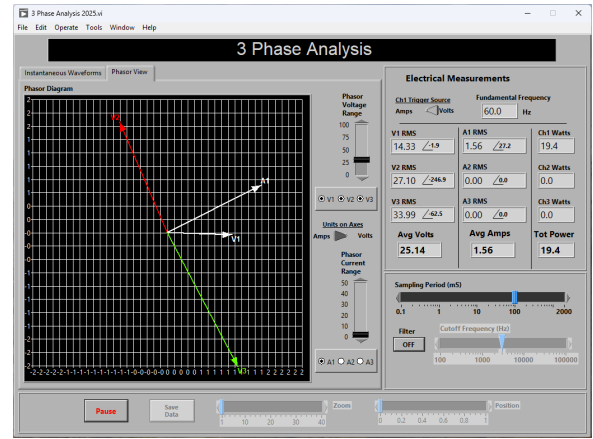 3 Phase Analysis 2025.vi
File Edit Operate Tools Window Help
3 Phase Analysis
Instantaneous Waveforms Phasor View
Phasor Diagram
V2
A1
V1
V3
Phasor
Voltage
Range
100
75
50
25
0
V1 V2 V3
Units on Axes
Amps Volts
Phasor
Current
Range
50
40
30
20
10
0
A1 A2 A3
Electrical Measurements
Ch1 Trigger Source Fundamental Frequency
Amps Volts 60.0 Hz
V1 RMS A1 RMS Ch1 Watts
14.33 /-1.9 1.56 /27.2 19.4
V2 RMS A2 RMS Ch2 Watts
27.10 /-246.9 0.00 /0.0 0.0
V3 RMS A3 RMS Ch3 Watts
33.99 /-62.5 0.00 /0.0 0.0
Avg Volts Avg Amps Tot Power
25.14 1.56 19.4
Sampling Period (mS)
0.1 1 10 100 2000
Filter Cutoff Frequency (Hz)
OFF
100 1000 10000 100000
Pause Save
Data
Zoom
1 10 20 30 40
Position
0 0.2 0.4 0.6 0.8 1